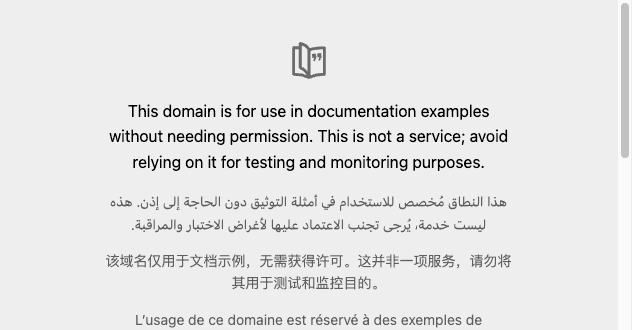 This domain is for use in documentation examples
without needing permission. This is not a service; avoid
relying on it for testing and monitoring purposes.
هذا النطاق مُخصص للاستخدام في أمثلة التوثيق دون الحاجة إلى إذن. هذه
ليست خدمة، يُرجى تجنب الاعتماد عليها لأغراض الاختبار والمراقبة.
该域名仅用于文档示例，无需获得许可。这并非一项服务，请勿将
其用于测试和监控目的。
L’usage de ce domaine est réservé à des exemples de